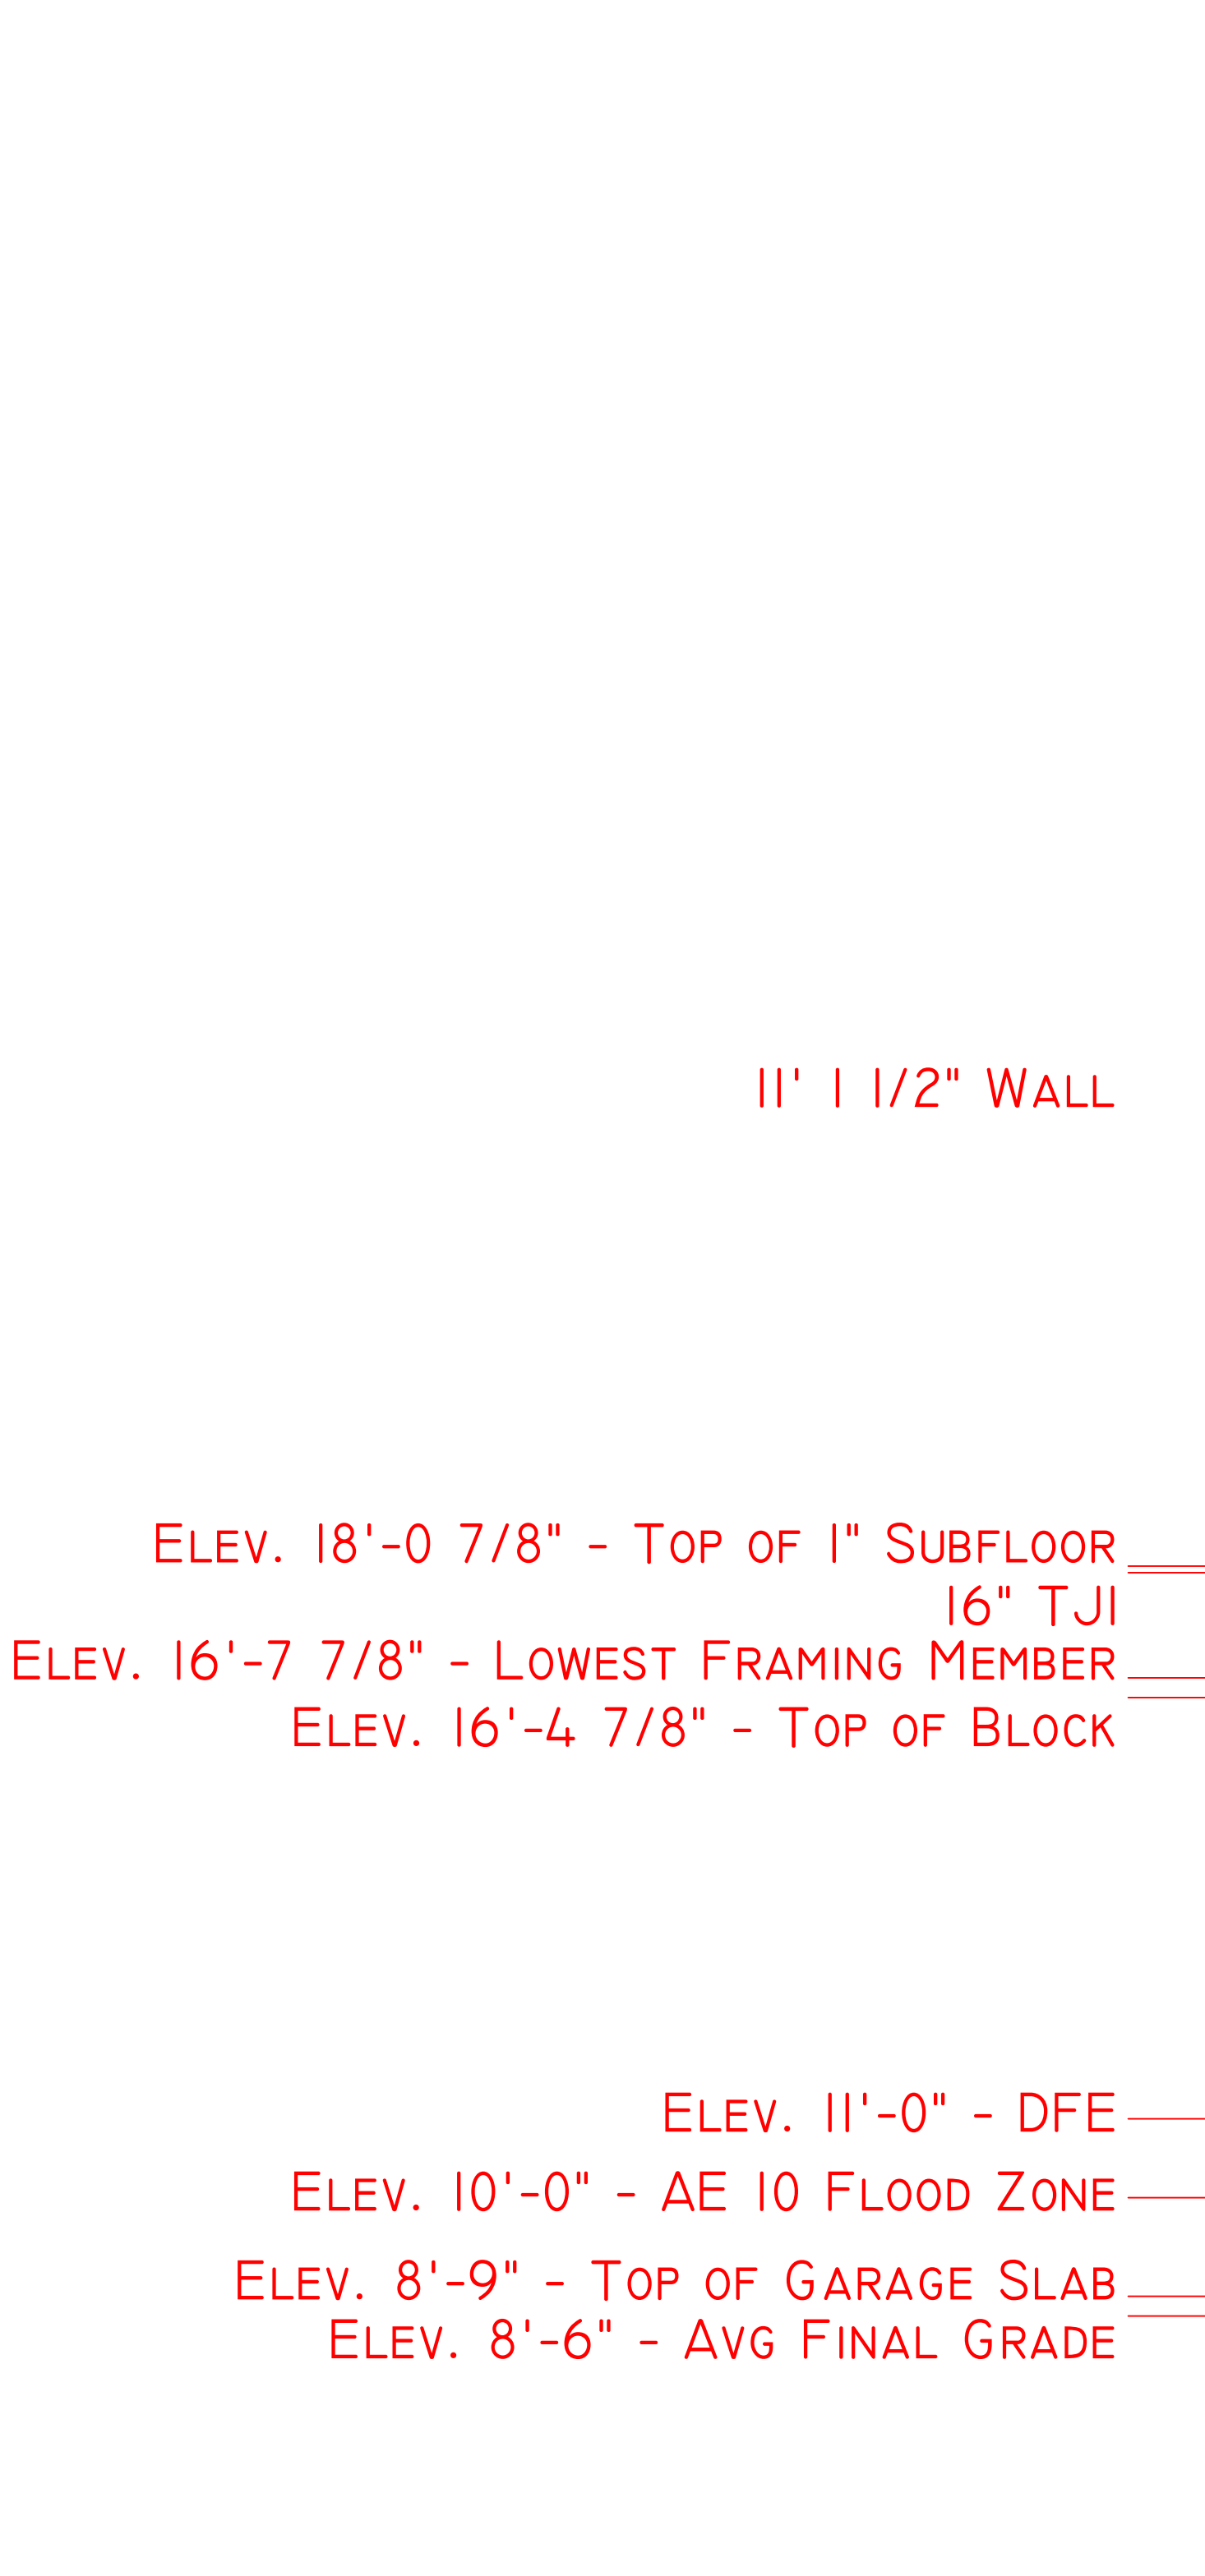 11' 1 1/2" Wall
Elev. 18'-0 7/8" - Top of 1" Subfloor
16" TJI
Elev. 16'-7 7/8" - Lowest Framing Member
Elev. 16'-4 7/8" - Top of Block
Elev. 11'-0" - DFE
Elev. 10'-0" - AE 10 Flood Zone
Elev. 8'-9" - Top of Garage Slab
Elev. 8'-6" - Avg Final Grade